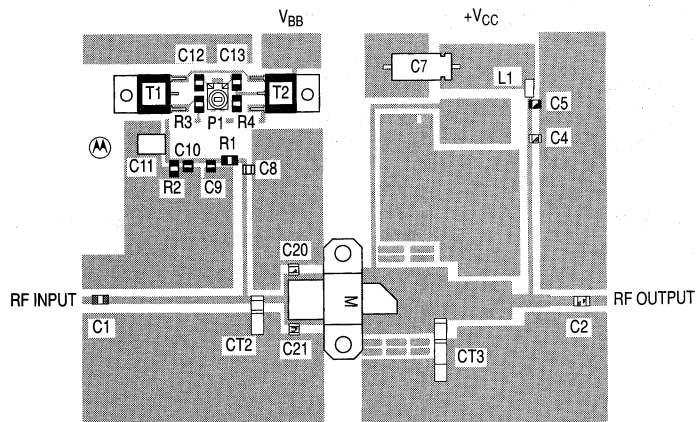 VBB
+VCC
C12 C13
C7
L1
T1
T2
C5
R3 P1 R4
C4
R1
C11
C10
C8
R2
C9
C20
RF INPUT
M
RF OUTPUT
C1
CT2
C21
C2
CT3